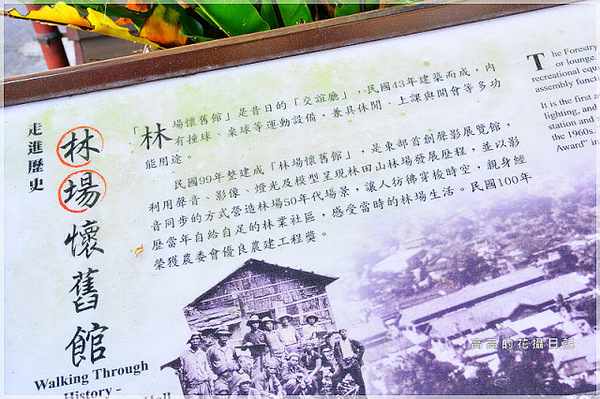 走進歷史
林場懷舊館
Walking Through
History -
「林場懷舊館」是昔日的「交誼廳」，民國43年建築而成，內
有撞球、桌球等運動設備，兼具休閒、上課與開會等多功
能用途。
民國99年整建成「林場懷舊館」，是東部首創聲影展覽館，
利用聲音、影像、燈光及模型呈現林田山林場發展歷程，並以影
音同步的方式營造林場50年代場景，讓人彷彿穿梭時空，親身經
歷當年自給自足的林業社區，感受當時的林場生活。民國100年
榮獲農委會優良農建工程獎。
The Forestry
or lounge.
recreational equ
assembly funct
It is the first a
lighting, and
station and
the 1960s.
Award" in
的花攝日記